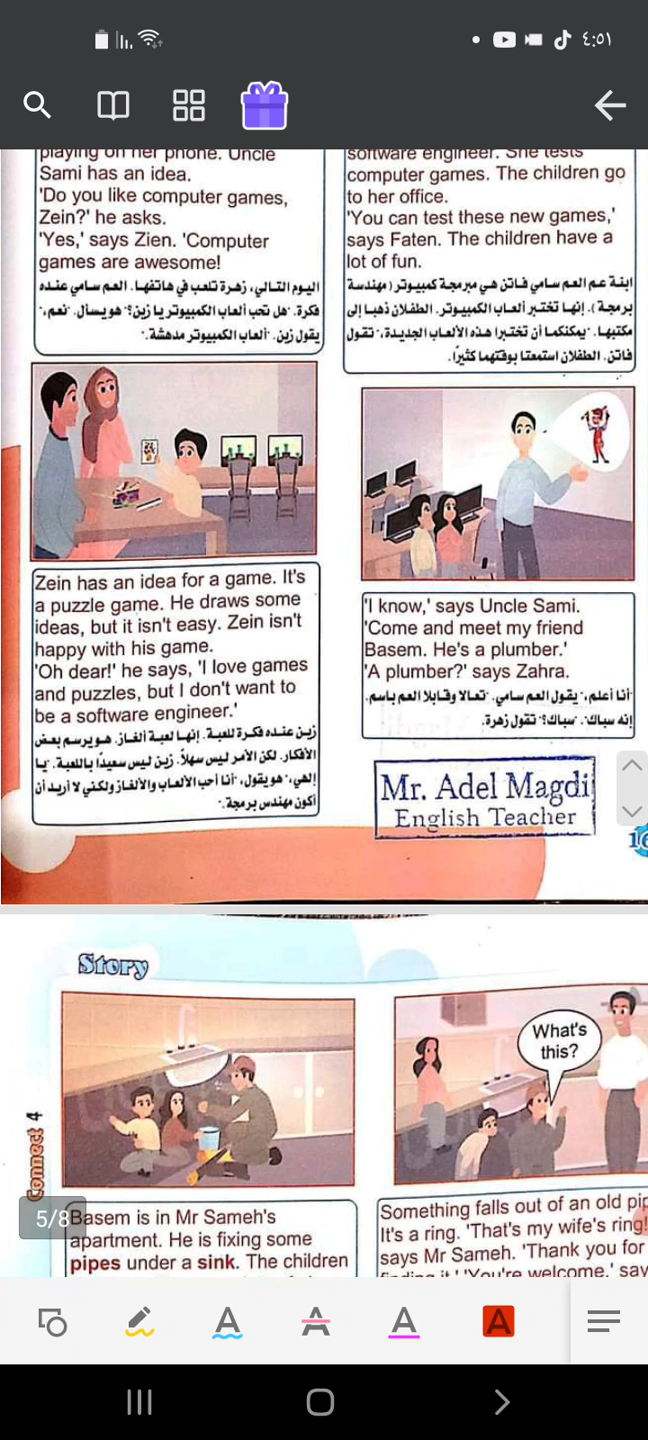 ٤:٥١
playing on her phone. Uncle
Sami has an idea.
'Do you like computer games,
Zein?' he asks.
'Yes,' says Zien. 'Computer
games are awesome!
اليوم التالي، زهرة تلعب في هاتفها. العم سامي عنده
فكرة. "هل تحب ألعاب الكمبيوتر يا زين؟" هو يسأل. "نعم،"
يقول زين. "ألعاب الكمبيوتر مدهشة."
software engineer. She tests
computer games. The children go
to her office.
'You can test these new games,'
says Faten. The children have a
lot of fun.
ابنة عم العم سامي فاتن هي مبرمجة كمبيوتر (مهندسة
برمجة). إنها تختبر ألعاب الكمبيوتر. الطفلان ذهبا إلى
مكتبها. "يمكنكما أن تختبرا هذه الألعاب الجديدة،" تقول
فاتن. الطفلان استمتعا بوقتهما كثيرًا.
Zein has an idea for a game. It's
a puzzle game. He draws some
ideas, but it isn't easy. Zein isn't
happy with his game.
'Oh dear!' he says, 'I love games
and puzzles, but I don't want to
be a software engineer.'
زين عنده فكرة للعبة. إنها لعبة ألغاز. هو يرسم بعض
الأفكار. لكن الأمر ليس سهلاً. زين ليس سعيدًا باللعبة. "يا
إلهي،" هو يقول، "أنا أحب الألعاب والألغاز ولكني لا أريد أن
أكون مهندس برمجة."
'I know,' says Uncle Sami.
'Come and meet my friend
Basem. He's a plumber.'
'A plumber?' says Zahra.
"أنا أعلم،" يقول العم سامي. "تعالا وقابلا العم باسم.
إنه سباك". "سباك؟" تقول زهرة.
Mr. Adel Magdi
English Teacher
16
Story
What's
this?
Connect 4
5/8
Basem is in Mr Sameh's
apartment. He is fixing some
pipes under a sink. The children
Something falls out of an old pip
It's a ring. 'That's my wife's ring!
says Mr Sameh. 'Thank you for
finding it.' 'You're welcome,' say